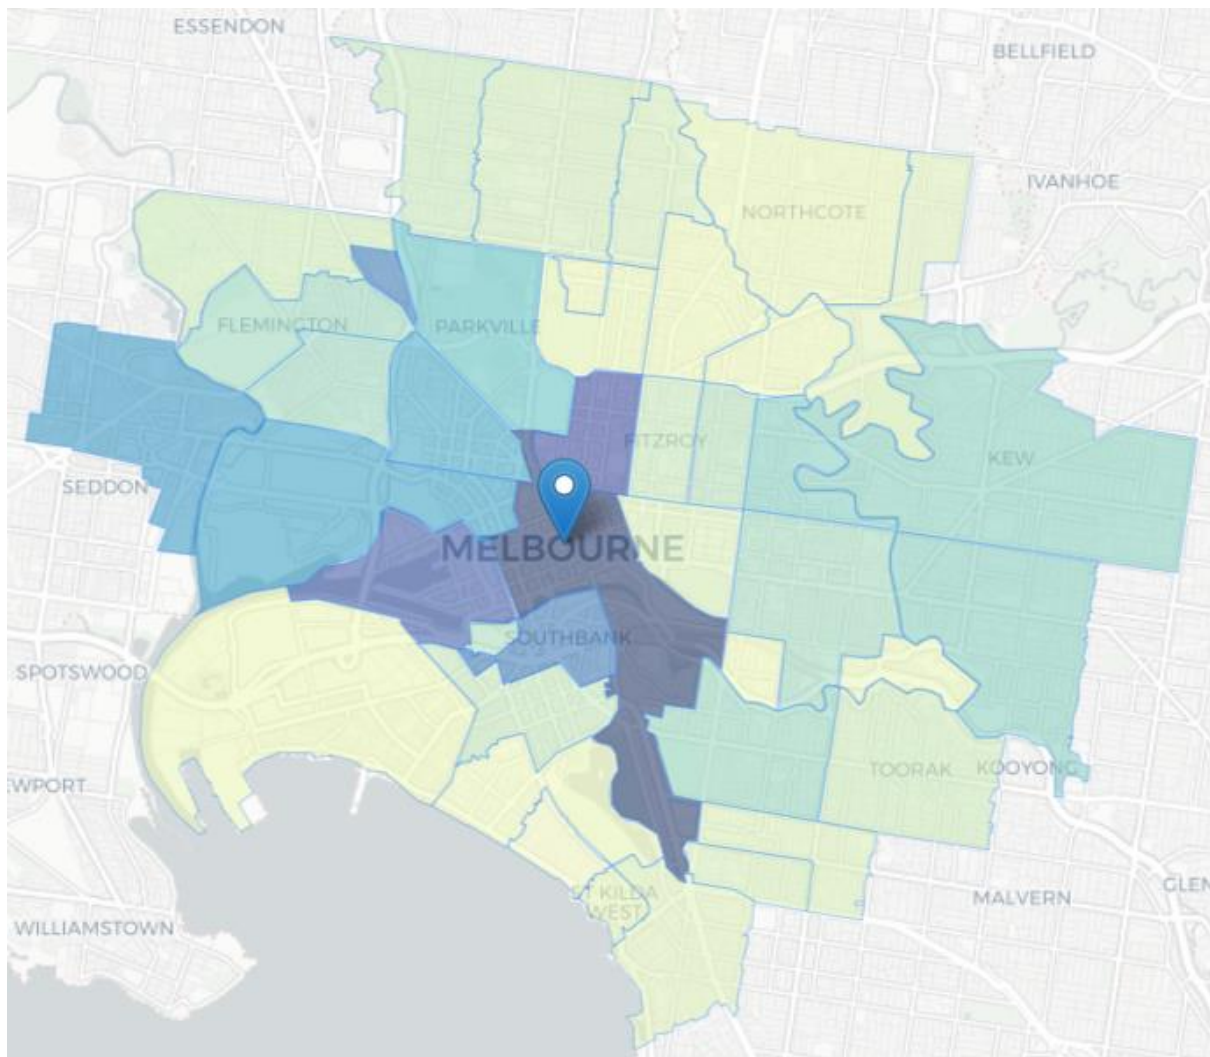 ESSENDON
BELLFIELD
IVANHOE
NORTHCOTE
FLEMINGTON
PARKVILLE
FITZROY
KEW
SEDDON
MELBOURNE
SOUTHBANK
SPOTSWOOD
TOORAK
KOOYONG
EWPORT
GLEN
MALVERN
ST KILDA
WEST
WILLIAMSTOWN